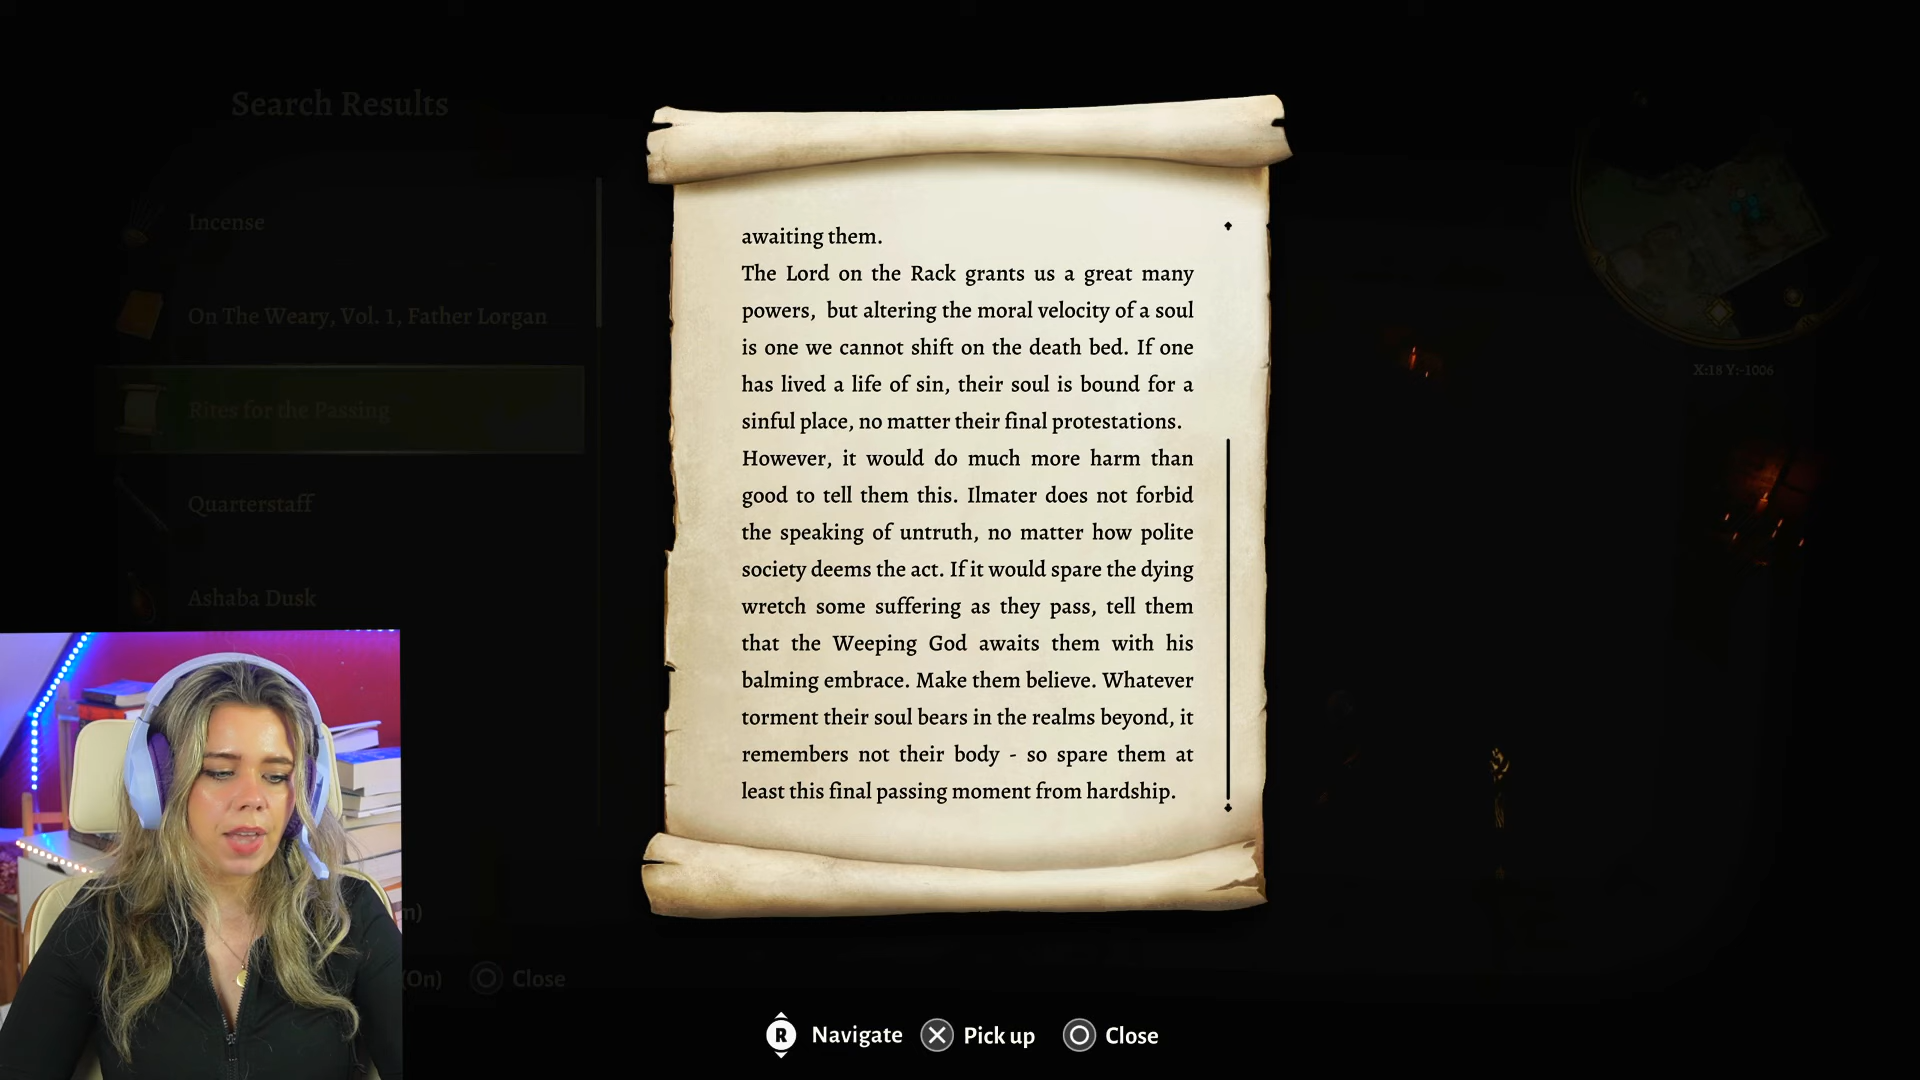 Search Results
Incense
On The Weary, Vol. 1, Father Lorgan
Rites for the Passing
Quarterstaff
Ashaba Dusk
awaiting them.
The Lord on the Rack grants us a great many
powers, but altering the moral velocity of a soul
is one we cannot shift on the death bed. If one
has lived a life of sin, their soul is bound for a
sinful place, no matter their final protestations.
However, it would do much more harm than
good to tell them this. Ilmater does not forbid
the speaking of untruth, no matter how polite
society deems the act. If it would spare the dying
wretch some suffering as they pass, tell them
that the Weeping God awaits them with his
balming embrace. Make them believe. Whatever
torment their soul bears in the realms beyond, it
remembers not their body - so spare them at
least this final passing moment from hardship.
X:18 Y:-1006
(On) Close
R Navigate Pick up Close